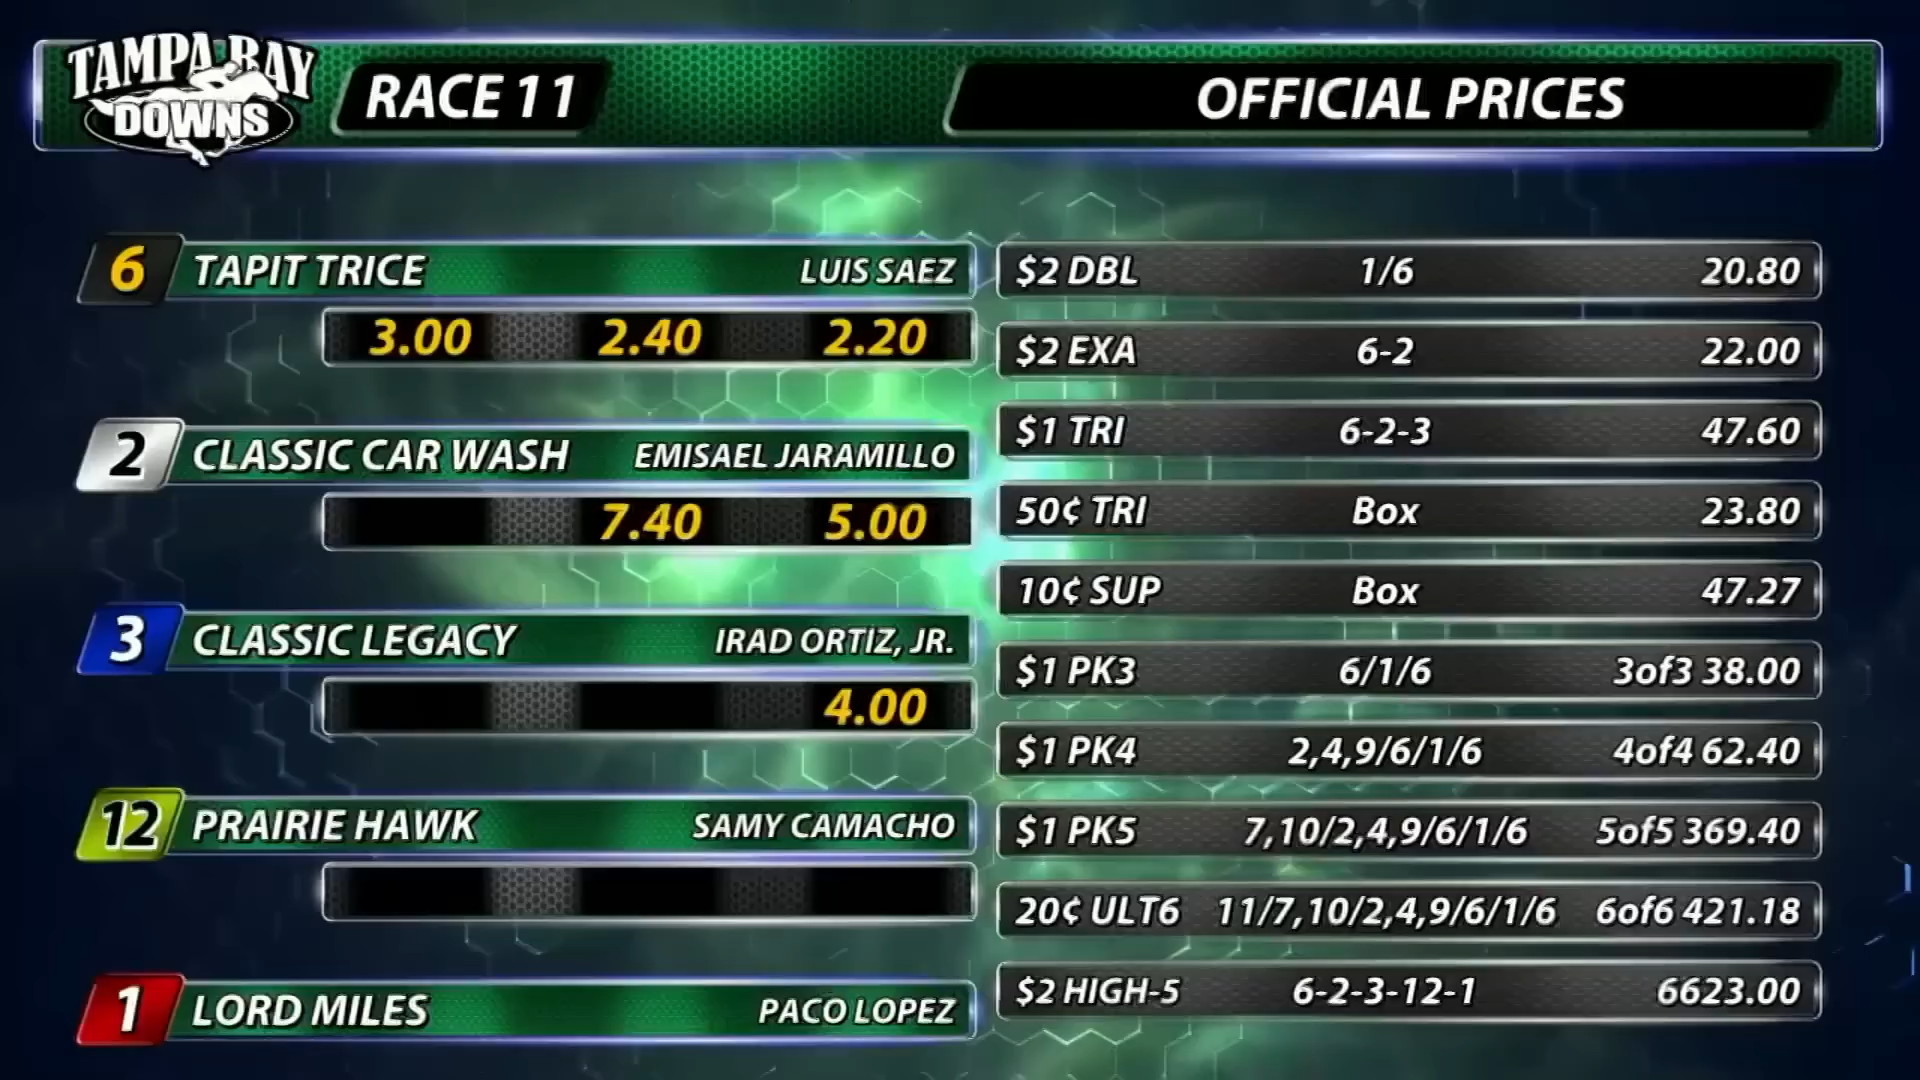 TAMPA BAY
DOWNS
RACE 11
OFFICIAL PRICES
6 TAPIT TRICE LUIS SAEZ
3.00 2.40 2.20
2 CLASSIC CAR WASH EMISAEL JARAMILLO
7.40 5.00
3 CLASSIC LEGACY IRAD ORTIZ, JR.
4.00
12 PRAIRIE HAWK SAMY CAMACHO
1 LORD MILES PACO LOPEZ
$2 DBL 1/6 20.80
$2 EXA 6-2 22.00
$1 TRI 6-2-3 47.60
50¢ TRI Box 23.80
10¢ SUP Box 47.27
$1 PK3 6/1/6 3of3 38.00
$1 PK4 2,4,9/6/1/6 4of4 62.40
$1 PK5 7,10/2,4,9/6/1/6 5of5 369.40
20¢ ULT6 11/7,10/2,4,9/6/1/6 6of6 421.18
$2 HIGH-5 6-2-3-12-1 6623.00